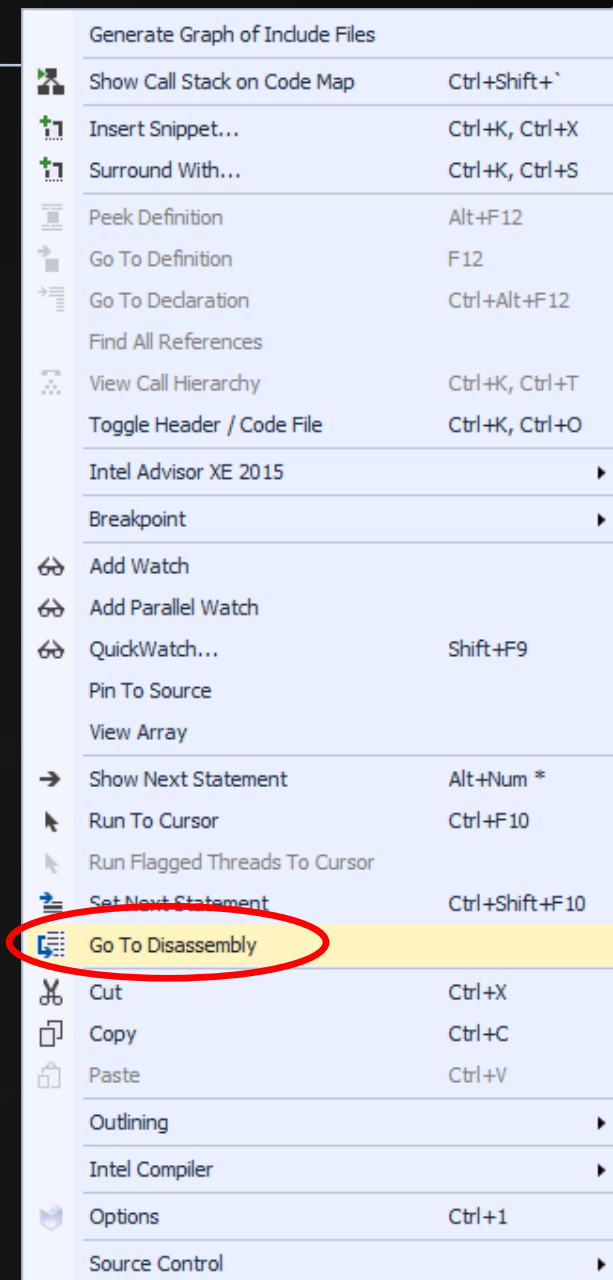 Generate Graph of Include Files
Show Call Stack on Code Map Ctrl+Shift+`
Insert Snippet... Ctrl+K, Ctrl+X
Surround With... Ctrl+K, Ctrl+S
Peek Definition Alt+F12
Go To Definition F12
Go To Declaration Ctrl+Alt+F12
Find All References
View Call Hierarchy Ctrl+K, Ctrl+T
Toggle Header / Code File Ctrl+K, Ctrl+O
Intel Advisor XE 2015
Breakpoint
Add Watch
Add Parallel Watch
QuickWatch... Shift+F9
Pin To Source
View Array
Show Next Statement Alt+Num *
Run To Cursor Ctrl+F10
Run Flagged Threads To Cursor
Set Next Statement Ctrl+Shift+F10
Go To Disassembly
Cut Ctrl+X
Copy Ctrl+C
Paste Ctrl+V
Outlining
Intel Compiler
Options Ctrl+1
Source Control